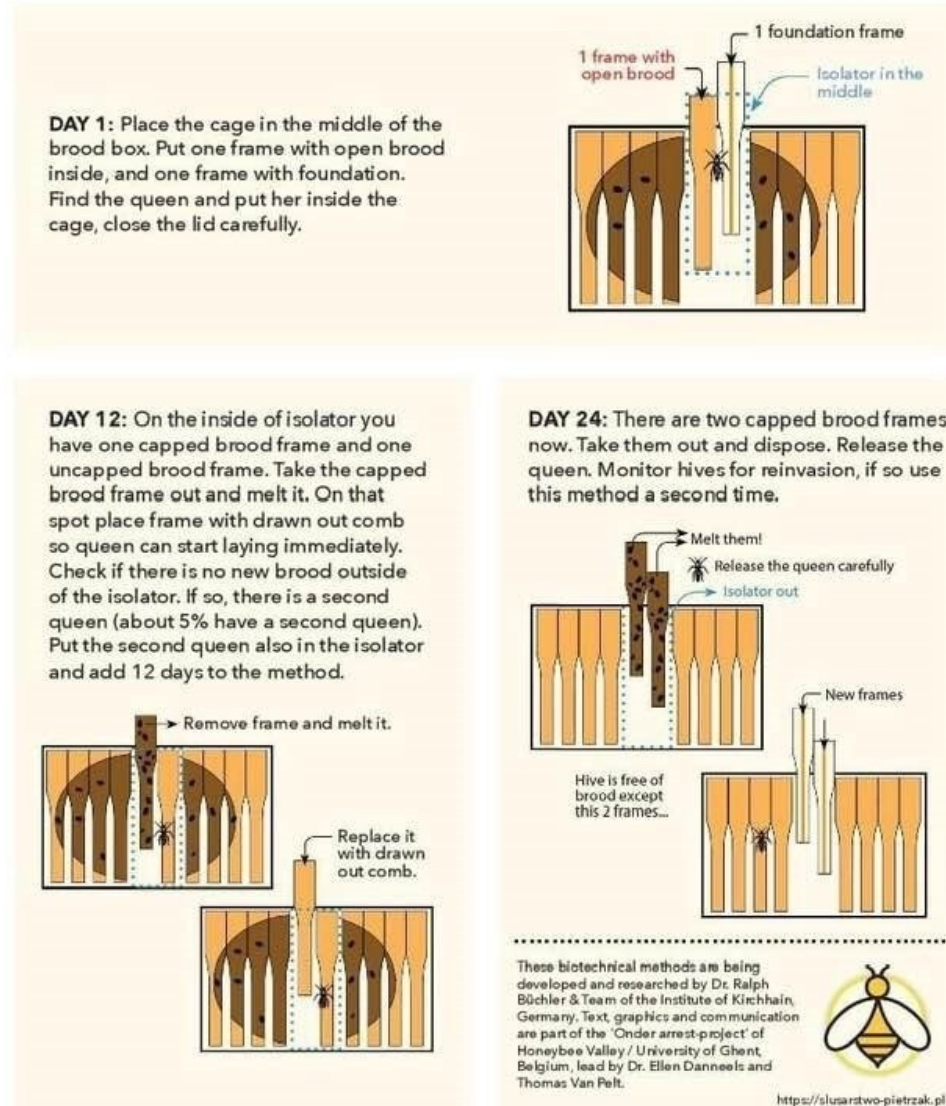 1 foundation frame
1 frame with
open brood
Isolator in the
middle
DAY 1: Place the cage in the middle of the
brood box. Put one frame with open brood
inside, and one frame with foundation.
Find the queen and put her inside the
cage, close the lid carefully.
DAY 12: On the inside of isolator you
have one capped brood frame and one
uncapped brood frame. Take the capped
brood frame out and melt it. On that
spot place frame with drawn out comb
so queen can start laying immediately.
Check if there is no new brood outside
of the isolator. If so, there is a second
queen (about 5% have a second queen).
Put the second queen also in the isolator
and add 12 days to the method.
Remove frame and melt it.
Replace it
with drawn
out comb.
DAY 24: There are two capped brood frames
now. Take them out and dispose. Release the
queen. Monitor hives for reinvasion, if so use
this method a second time.
Melt them!
Release the queen carefully
Isolator out
New frames
Hive is free of
brood except
this 2 frames...
These biotechnical methods are being
developed and researched by Dr. Ralph
Büchler & Team of the Institute of Kirchhain,
Germany. Text, graphics and communication
are part of the 'Onder arrest-project' of
Honeybee Valley / University of Ghent,
Belgium, lead by Dr. Ellen Danneels and
Thomas Van Pelt.
https://slusarstwo-pietrzak.pl